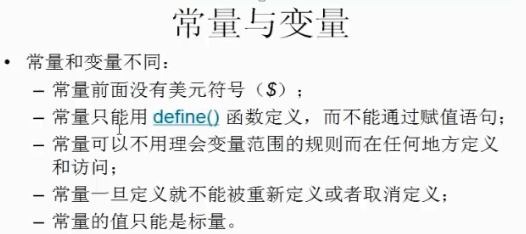 常量与变量
• 常量和变量不同：
– 常量前面没有美元符号（$）；
– 常量只能用 define() 函数定义，而不能通过赋值语句；
– 常量可以不用理会变量范围的规则而在任何地方定义
和访问；
– 常量一旦定义就不能被重新定义或者取消定义；
– 常量的值只能是标量。